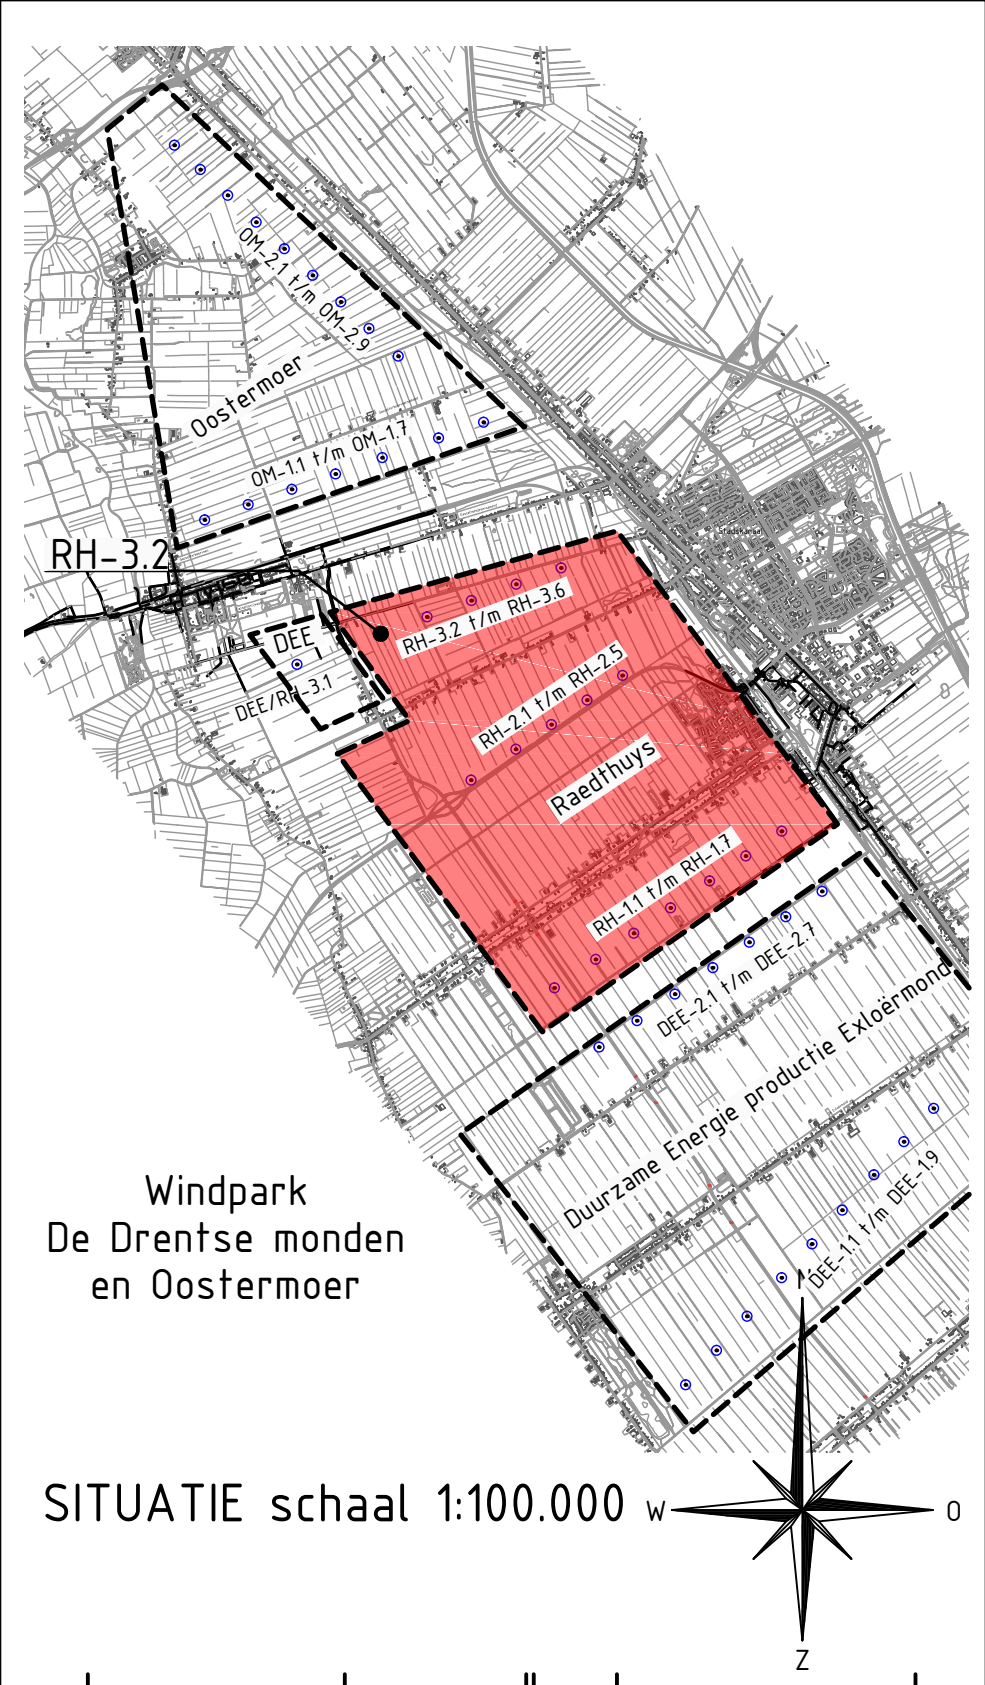 OM-2.1 t/m OM-2.9
Oostermoer
OM-1.1 t/m OM-1.7
Stadskanaal
RH-3.2
RH-3.2 t/m RH-3.6
DEE
DEE/RH-3.1
RH-2.1 t/m RH-2.5
Raedthuys
RH-1.1 t/m RH-1.7
DEE-2.1 t/m DEE-2.7
Duurzame Energie productie Exloërmond
DEE-1.1 t/m DEE-1.9
Windpark
De Drentse monden
en Oostermoer
N
SITUATIE schaal 1:100.000
W
O
Z